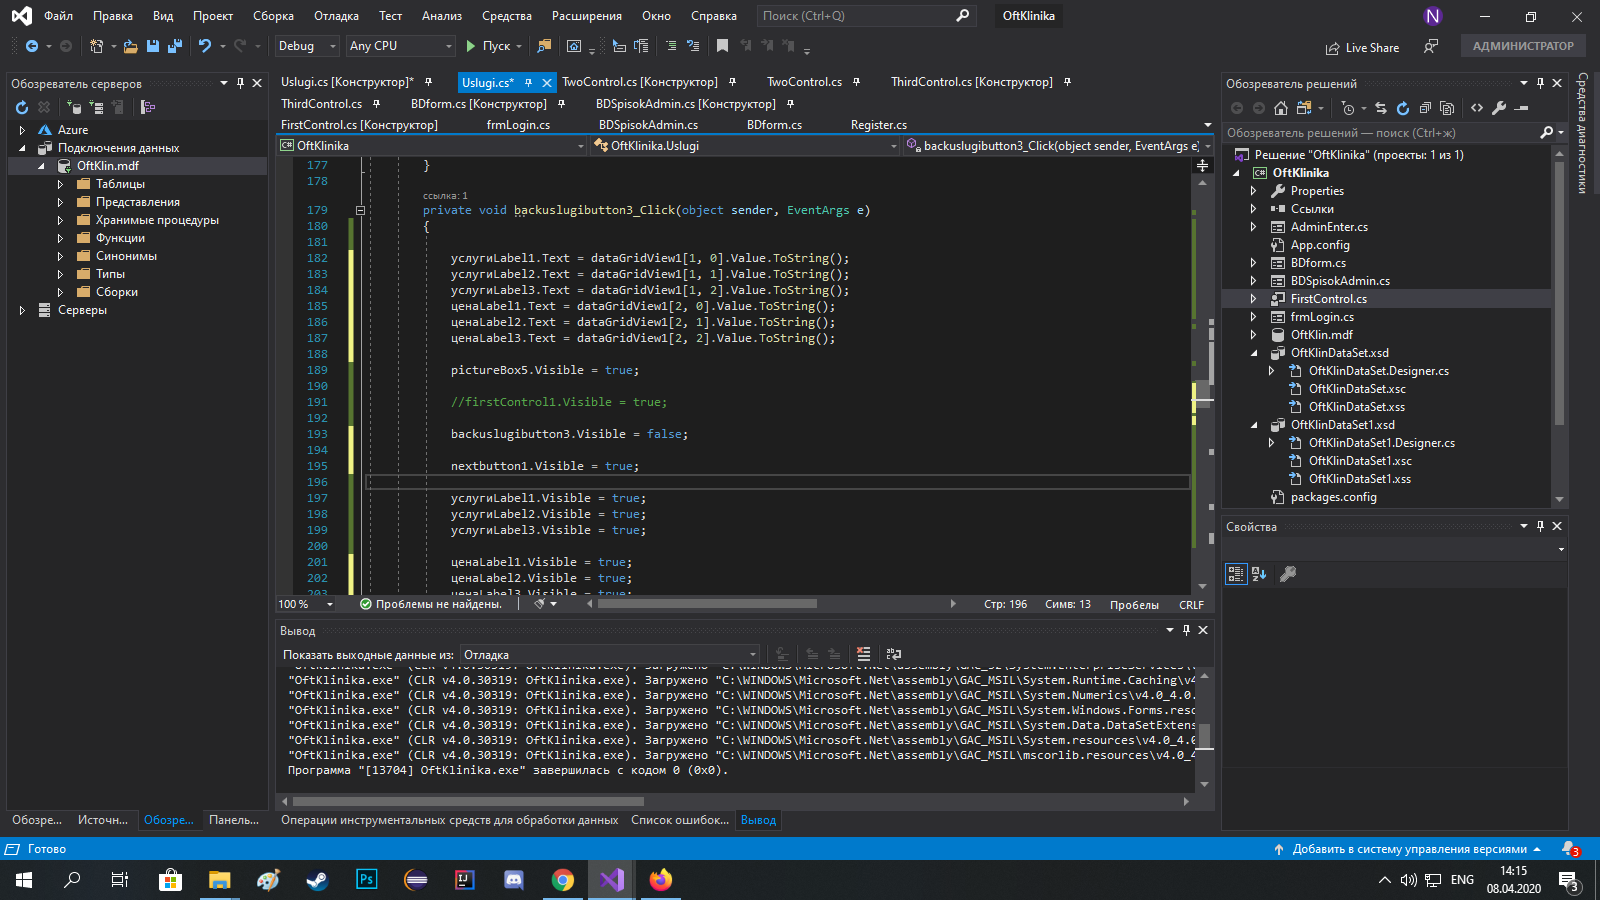 Файл Правка Вид Проект Сборка Отладка Тест Анализ Средства Расширения Окно Справка Поиск (Ctrl+Q) OftKlinika N
Debug Any CPU Пуск Live Share АДМИНИСТРАТОР
Обозреватель серверов
Azure
Подключения данных
OftKlin.mdf
Таблицы
Представления
Хранимые процедуры
Функции
Синонимы
Типы
Сборки
Серверы
Обозре... Источн... Обозре... Панель...
Uslugi.cs [Конструктор]* Uslugi.cs* TwoControl.cs [Конструктор] TwoControl.cs ThirdControl.cs [Конструктор]
ThirdControl.cs BDform.cs [Конструктор] BDSpisokAdmin.cs [Конструктор]
FirstControl.cs [Конструктор] frmLogin.cs BDSpisokAdmin.cs BDform.cs Register.cs
C# OftKlinika OftKlinika.Uslugi backuslugibutton3_Click(object sender, EventArgs e)
177 }
178
ссылка: 1
179 private void backuslugibutton3_Click(object sender, EventArgs e)
180 {
181
182 услугиLabel1.Text = dataGridView1[1, 0].Value.ToString();
183 услугиLabel2.Text = dataGridView1[1, 1].Value.ToString();
184 услугиLabel3.Text = dataGridView1[1, 2].Value.ToString();
185 ценаLabel1.Text = dataGridView1[2, 0].Value.ToString();
186 ценаLabel2.Text = dataGridView1[2, 1].Value.ToString();
187 ценаLabel3.Text = dataGridView1[2, 2].Value.ToString();
188
189 pictureBox5.Visible = true;
190
191 //firstControl1.Visible = true;
192
193 backuslugibutton3.Visible = false;
194
195 nextbutton1.Visible = true;
196
197 услугиLabel1.Visible = true;
198 услугиLabel2.Visible = true;
199 услугиLabel3.Visible = true;
200
201 ценаLabel1.Visible = true;
202 ценаLabel2.Visible = true;
203 ценаLabel3.Visible = true;
100 % Проблемы не найдены. Стр: 196 Симв: 13 Пробелы CRLF
Вывод
Показать выходные данные из: Отладка
"OftKlinika.exe" (CLR v4.0.30319: OftKlinika.exe). Загружено "C:\WINDOWS\Microsoft.Net\assembly\GAC_MSIL\System.Runtime.Caching\v4
"OftKlinika.exe" (CLR v4.0.30319: OftKlinika.exe). Загружено "C:\WINDOWS\Microsoft.Net\assembly\GAC_MSIL\System.Numerics\v4.0_4.0.
"OftKlinika.exe" (CLR v4.0.30319: OftKlinika.exe). Загружено "C:\WINDOWS\Microsoft.Net\assembly\GAC_MSIL\System.Windows.Forms.reso
"OftKlinika.exe" (CLR v4.0.30319: OftKlinika.exe). Загружено "C:\WINDOWS\Microsoft.Net\assembly\GAC_MSIL\System.Data.DataSetExten
"OftKlinika.exe" (CLR v4.0.30319: OftKlinika.exe). Загружено "C:\WINDOWS\Microsoft.Net\assembly\GAC_MSIL\System.resources\v4.0_4.0
"OftKlinika.exe" (CLR v4.0.30319: OftKlinika.exe). Загружено "C:\WINDOWS\Microsoft.Net\assembly\GAC_MSIL\mscorlib.resources\v4.0_4
Программа "[13704] OftKlinika.exe" завершилась с кодом 0 (0x0).
Операции инструментальных средств для обработки данных Список ошибок... Вывод
Обозреватель решений
Обозреватель решений — поиск (Ctrl+ж)
Решение "OftKlinika" (проекты: 1 из 1)
C# OftKlinika
Properties
Ссылки
AdminEnter.cs
App.config
BDform.cs
BDSpisokAdmin.cs
FirstControl.cs
frmLogin.cs
OftKlin.mdf
OftKlinDataSet.xsd
OftKlinDataSet.Designer.cs
OftKlinDataSet.xsc
OftKlinDataSet.xss
OftKlinDataSet1.xsd
OftKlinDataSet1.Designer.cs
OftKlinDataSet1.xsc
OftKlinDataSet1.xss
packages.config
Свойства
Средства диагностики
Готово Добавить в систему управления версиями 3
Ps IJ ENG 14:15
08.04.2020 3